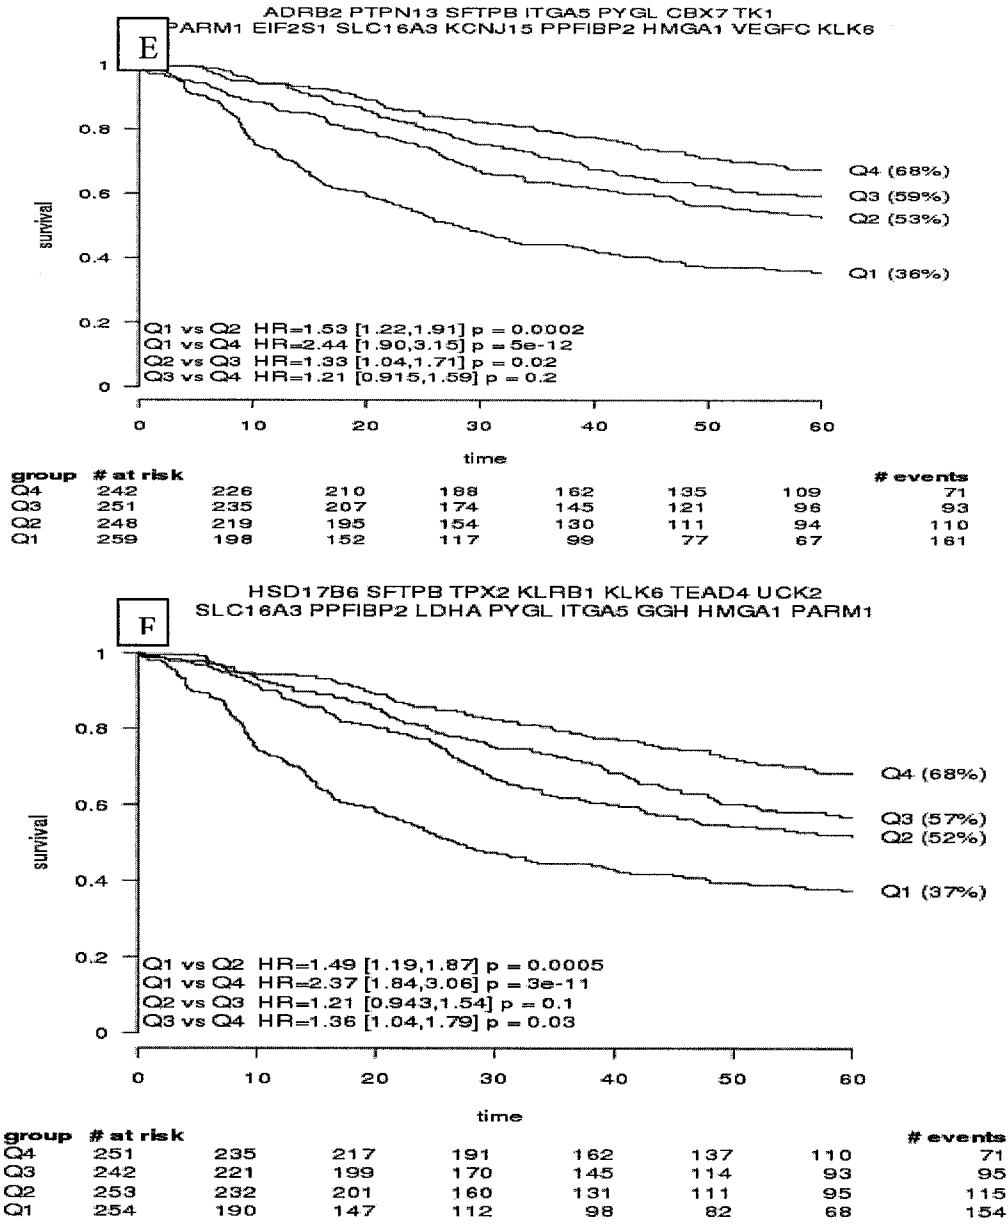 ADRB2 PTPN13 SFTPB ITGA5 PYGL CBX7 TK1
PARM1 EIF2S1 SLC16A3 KCNJ15 PPFIBP2 HMGA1 VEGFC KLK6
E
1
0.8
0.6
0.4
0.2
0
survival
Q4 (68%)
Q3 (59%)
Q2 (53%)
Q1 (36%)
Q1 vs Q2 HR=1.53 [1.22,1.91] p = 0.0002
Q1 vs Q4 HR=2.44 [1.90,3.15] p = 5e-12
Q2 vs Q3 HR=1.33 [1.04,1.71] p = 0.02
Q3 vs Q4 HR=1.21 [0.915,1.59] p = 0.2
0 10 20 30 40 50 60
time
group # at risk # events
Q4 242 226 210 188 162 135 109 71
Q3 251 235 207 174 145 121 96 93
Q2 248 219 195 154 130 111 94 110
Q1 259 198 152 117 99 77 67 161
HSD17B6 SFTPB TPX2 KLRB1 KLK6 TEAD4 UCK2
SLC16A3 PPFIBP2 LDHA PYGL ITGA5 GGH HMGA1 PARM1
F
1
0.8
0.6
0.4
0.2
0
survival
Q4 (68%)
Q3 (57%)
Q2 (52%)
Q1 (37%)
Q1 vs Q2 HR=1.49 [1.19,1.87] p = 0.0005
Q1 vs Q4 HR=2.37 [1.84,3.06] p = 3e-11
Q2 vs Q3 HR=1.21 [0.943,1.54] p = 0.1
Q3 vs Q4 HR=1.36 [1.04,1.79] p = 0.03
0 10 20 30 40 50 60
time
group # at risk # events
Q4 251 235 217 191 162 137 110 71
Q3 242 221 199 170 145 114 93 95
Q2 253 232 201 160 131 111 95 115
Q1 254 190 147 112 98 82 68 154